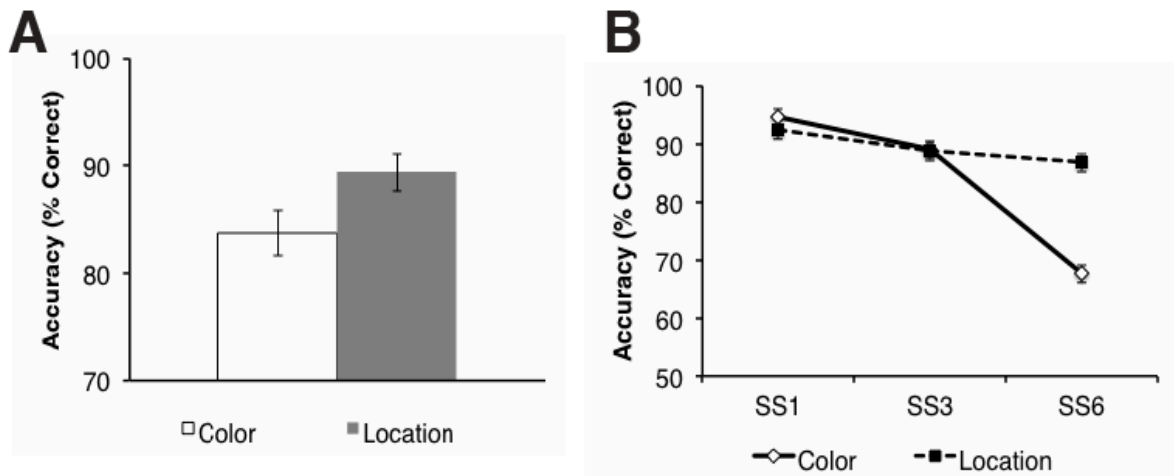 A
Accuracy (% Correct)
100
90
80
70
Color Location
B
Accuracy (% Correct)
100
90
80
70
60
50
SS1 SS3 SS6
Color Location